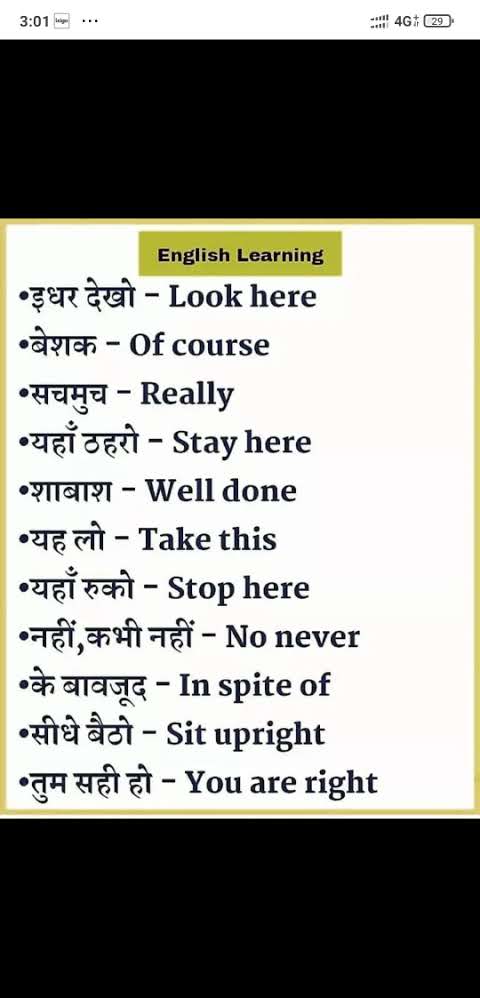 3:01 ...
4G+ 29
English Learning
•इधर देखो - Look here
•बेशक - Of course
•सचमुच - Really
•यहाँ ठहरो - Stay here
•शाबाश - Well done
•यह लो - Take this
•यहाँ रुको - Stop here
•नहीं,कभी नहीं - No never
•के बावजूद - In spite of
•सीधे बैठो - Sit upright
•तुम सही हो - You are right